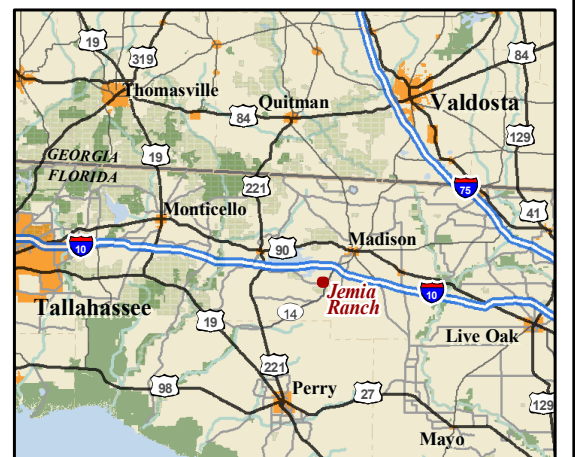 19
319
84
Thomasville
Quitman
Valdosta
84
129
GEORGIA
FLORIDA
19
221
75
Monticello
41
10
90
Madison
Tallahassee
Jemia
Ranch
10
14
19
Live Oak
221
98
Perry
27
129
Mayo